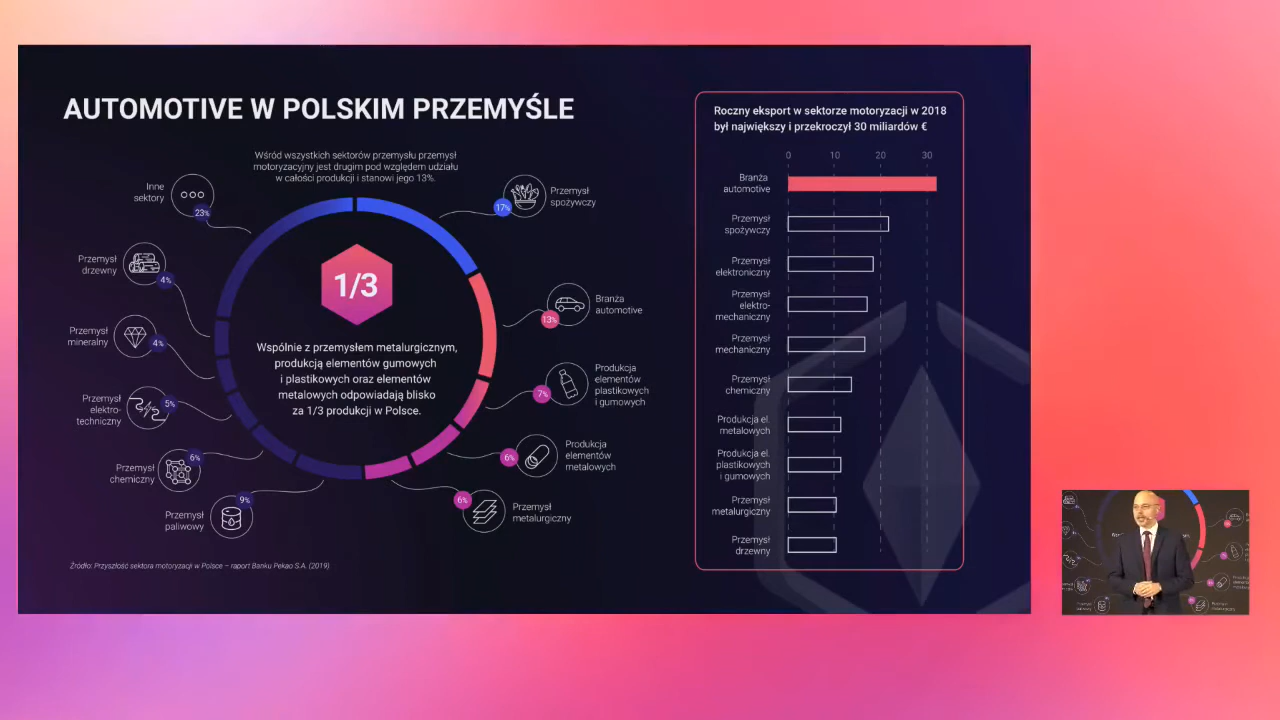 AUTOMOTIVE W POLSKIM PRZEMYŚLE
Wśród wszystkich sektorów przemysłu przemysł
motoryzacyjny jest drugim pod względem udziału
w całości produkcji i stanowi jego 13%.
Inne
sektory
23%
Przemysł
drzewny
4%
Przemysł
mineralny
4%
Przemysł
elektro-
techniczny
5%
Przemysł
chemiczny
6%
Przemysł
paliwowy
9%
17%
Przemysł
spożywczy
13%
Branża
automotive
7%
Produkcja
elementów
plastikowych
i gumowych
6%
Produkcja
elementów
metalowych
6%
Przemysł
metalurgiczny
1/3
Wspólnie z przemysłem metalurgicznym,
produkcją elementów gumowych
i plastikowych oraz elementów
metalowych odpowiadają blisko
za 1/3 produkcji w Polsce.
Źródło: Przyszłość sektora motoryzacji w Polsce – raport Banku Pekao S.A. (2019)
Roczny eksport w sektorze motoryzacji w 2018
był największy i przekroczył 30 miliardów €
0 10 20 30
Branża
automotive
Przemysł
spożywczy
Przemysł
elektroniczny
Przemysł
elektro-
mechaniczny
Przemysł
mechaniczny
Przemysł
chemiczny
Produkcja el.
metalowych
Produkcja el.
plastikowych
i gumowych
Przemysł
metalurgiczny
Przemysł
drzewny